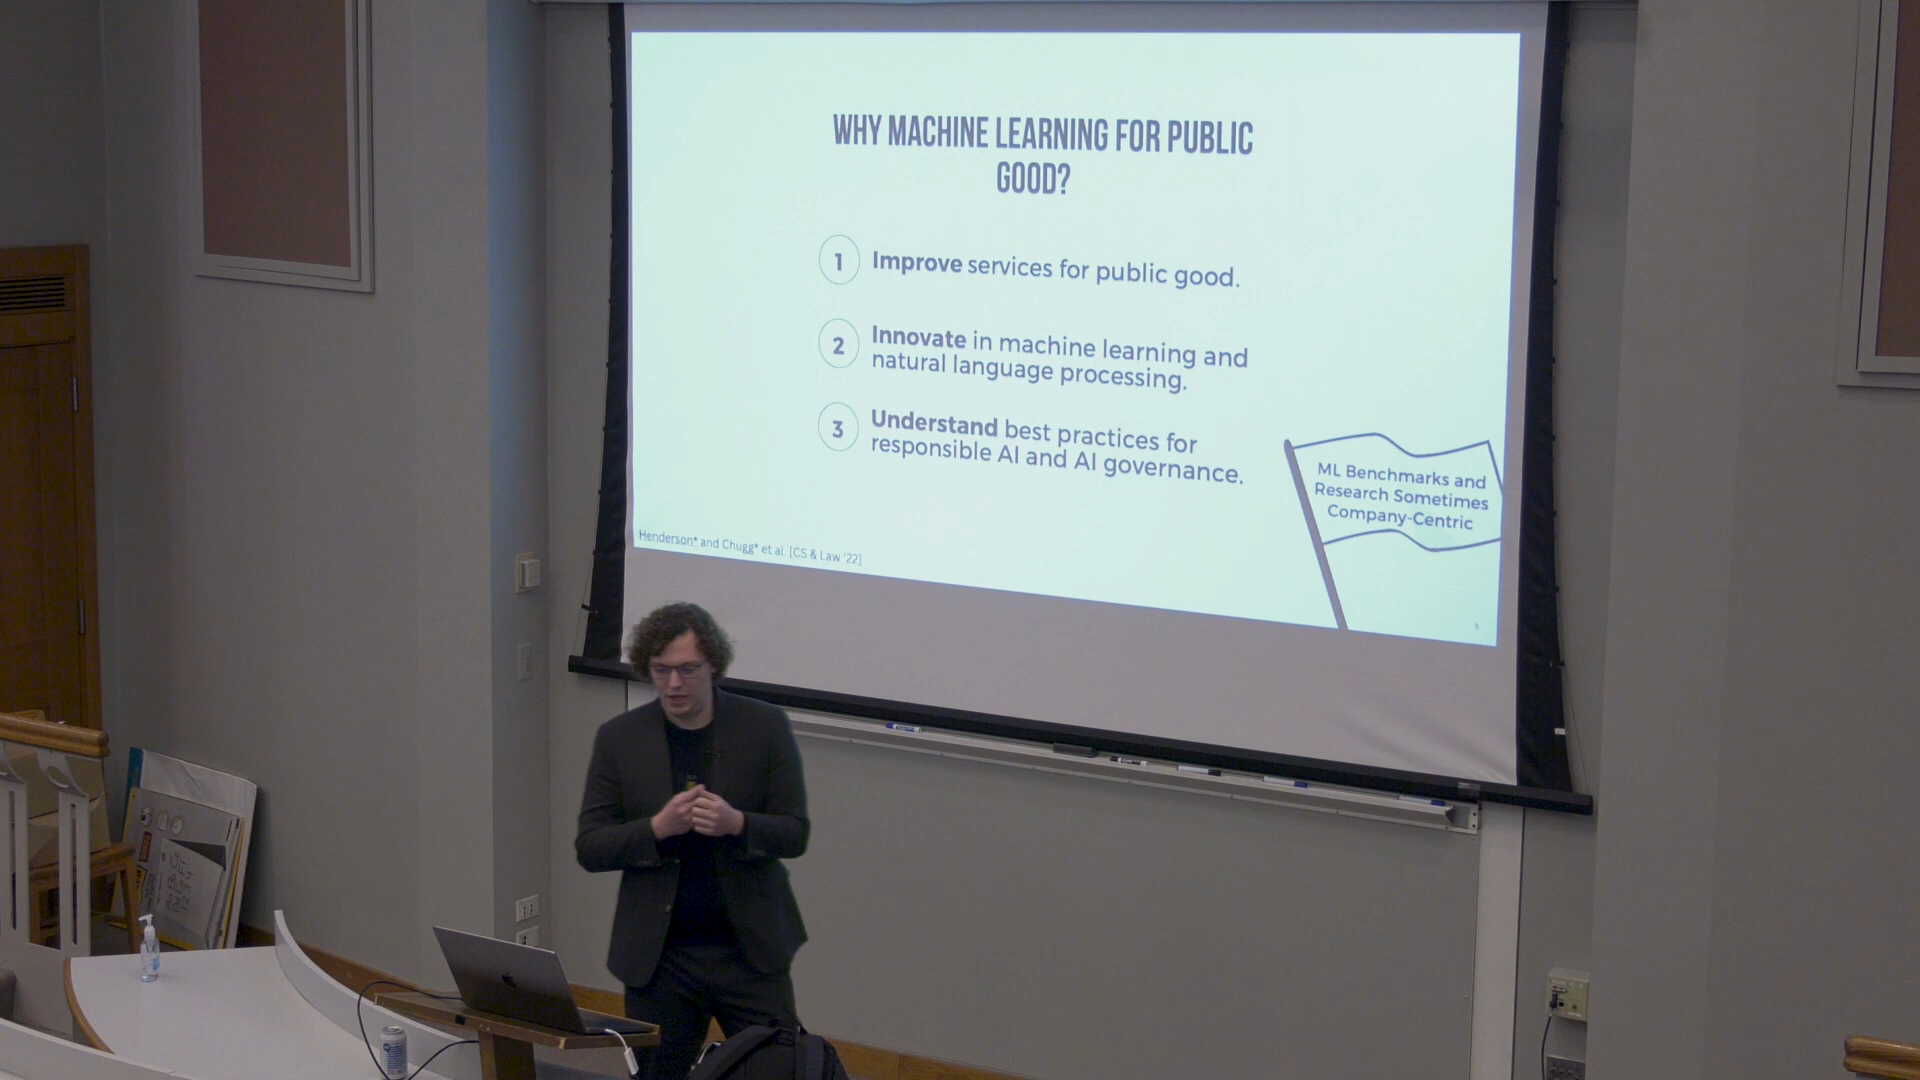 WHY MACHINE LEARNING FOR PUBLIC
GOOD?
1 Improve services for public good.
2 Innovate in machine learning and
natural language processing.
3 Understand best practices for
responsible AI and AI governance.
ML Benchmarks and
Research Sometimes
Company-Centric
Henderson* and Chugg* et al. [CS & Law '22]